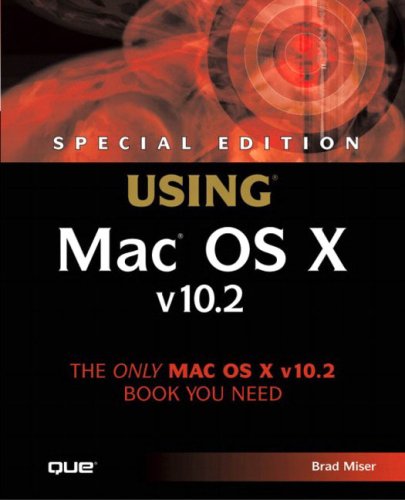 SPECIAL EDITION
USING®
Mac® OS X
v10.2
THE ONLY MAC OS X v10.2
BOOK YOU NEED
QUE®
Brad Miser